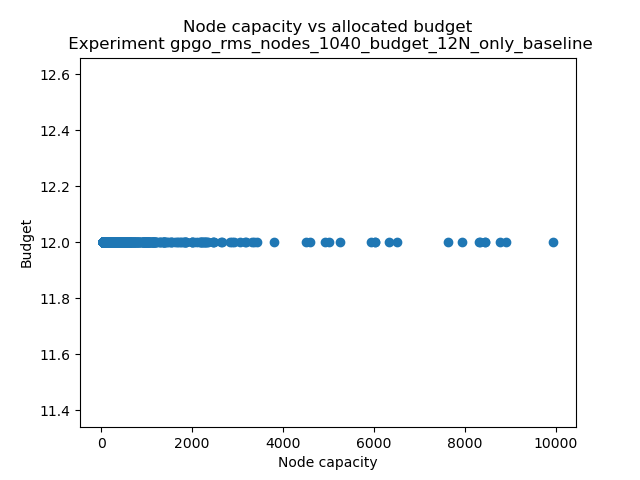 Node capacity vs allocated budget
Experiment gpgo_rms_nodes_1040_budget_12N_only_baseline
12.6
12.4
12.2
12.0
11.8
11.6
11.4
Budget
0 2000 4000 6000 8000 10000
Node capacity